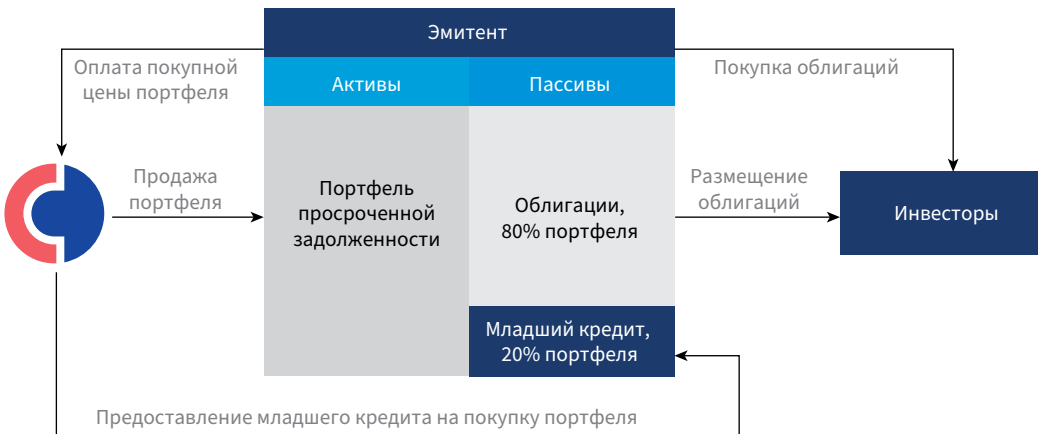 Эмитент
Оплата покупной
цены портфеля
Активы
Пассивы
Покупка облигаций
Продажа
портфеля
Портфель
просроченной
задолженности
Облигации,
80% портфеля
Размещение
облигаций
Инвесторы
Младший кредит,
20% портфеля
Предоставление младшего кредита на покупку портфеля